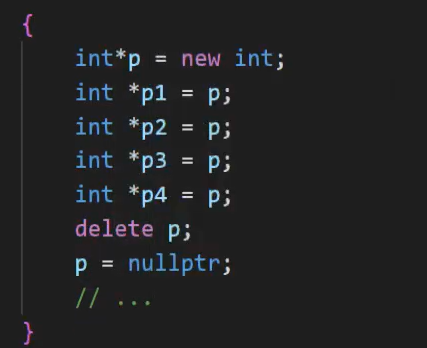 {
    int*p = new int;
    int *p1 = p;
    int *p2 = p;
    int *p3 = p;
    int *p4 = p;
    delete p;
    p = nullptr;
    // ...
}